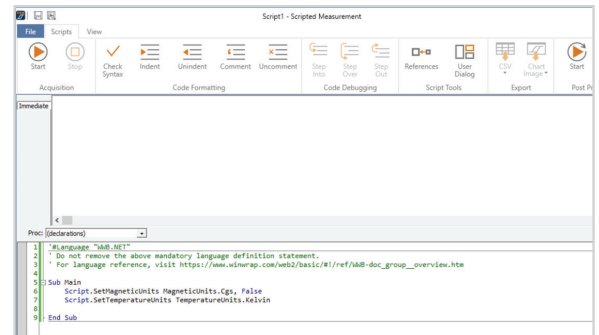 Script1 - Scripted Measurement
File Scripts View
Start Stop Check Syntax Indent Unindent Comment Uncomment Step Into Step Over Step Out References User Dialog CSV Chart Image Start
Acquisition Code Formatting Code Debugging Script Tools Export Post Pr
Immediate
Proc: (declarations)
1 '#Language "WWB.NET"
2 ' Do not remove the above mandatory language definition statement.
3 ' For language reference, visit https://www.winwrap.com/web2/basic/#!/ref/WWB-doc_group__overview.htm
4
5 Sub Main
6 Script.SetMagneticUnits MagneticUnits.Cgs, False
7 Script.SetTemperatureUnits TemperatureUnits.Kelvin
8
9 End Sub